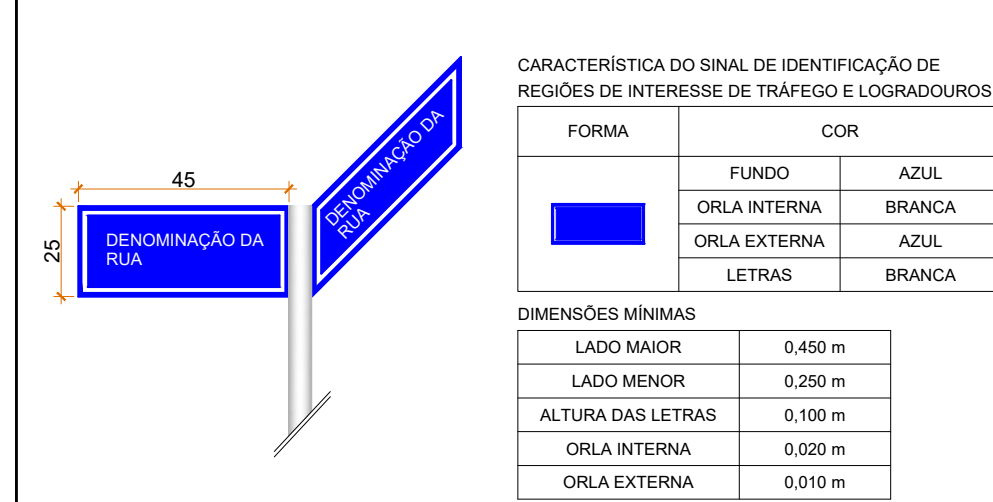 45
25
DENOMINAÇÃO DA
RUA
DENOMINAÇÃO DA
RUA
CARACTERÍSTICA DO SINAL DE IDENTIFICAÇÃO DE
REGIÕES DE INTERESSE DE TRÁFEGO E LOGRADOUROS
FORMA COR
FUNDO AZUL
ORLA INTERNA BRANCA
ORLA EXTERNA AZUL
LETRAS BRANCA
DIMENSÕES MÍNIMAS
LADO MAIOR 0,450 m
LADO MENOR 0,250 m
ALTURA DAS LETRAS 0,100 m
ORLA INTERNA 0,020 m
ORLA EXTERNA 0,010 m